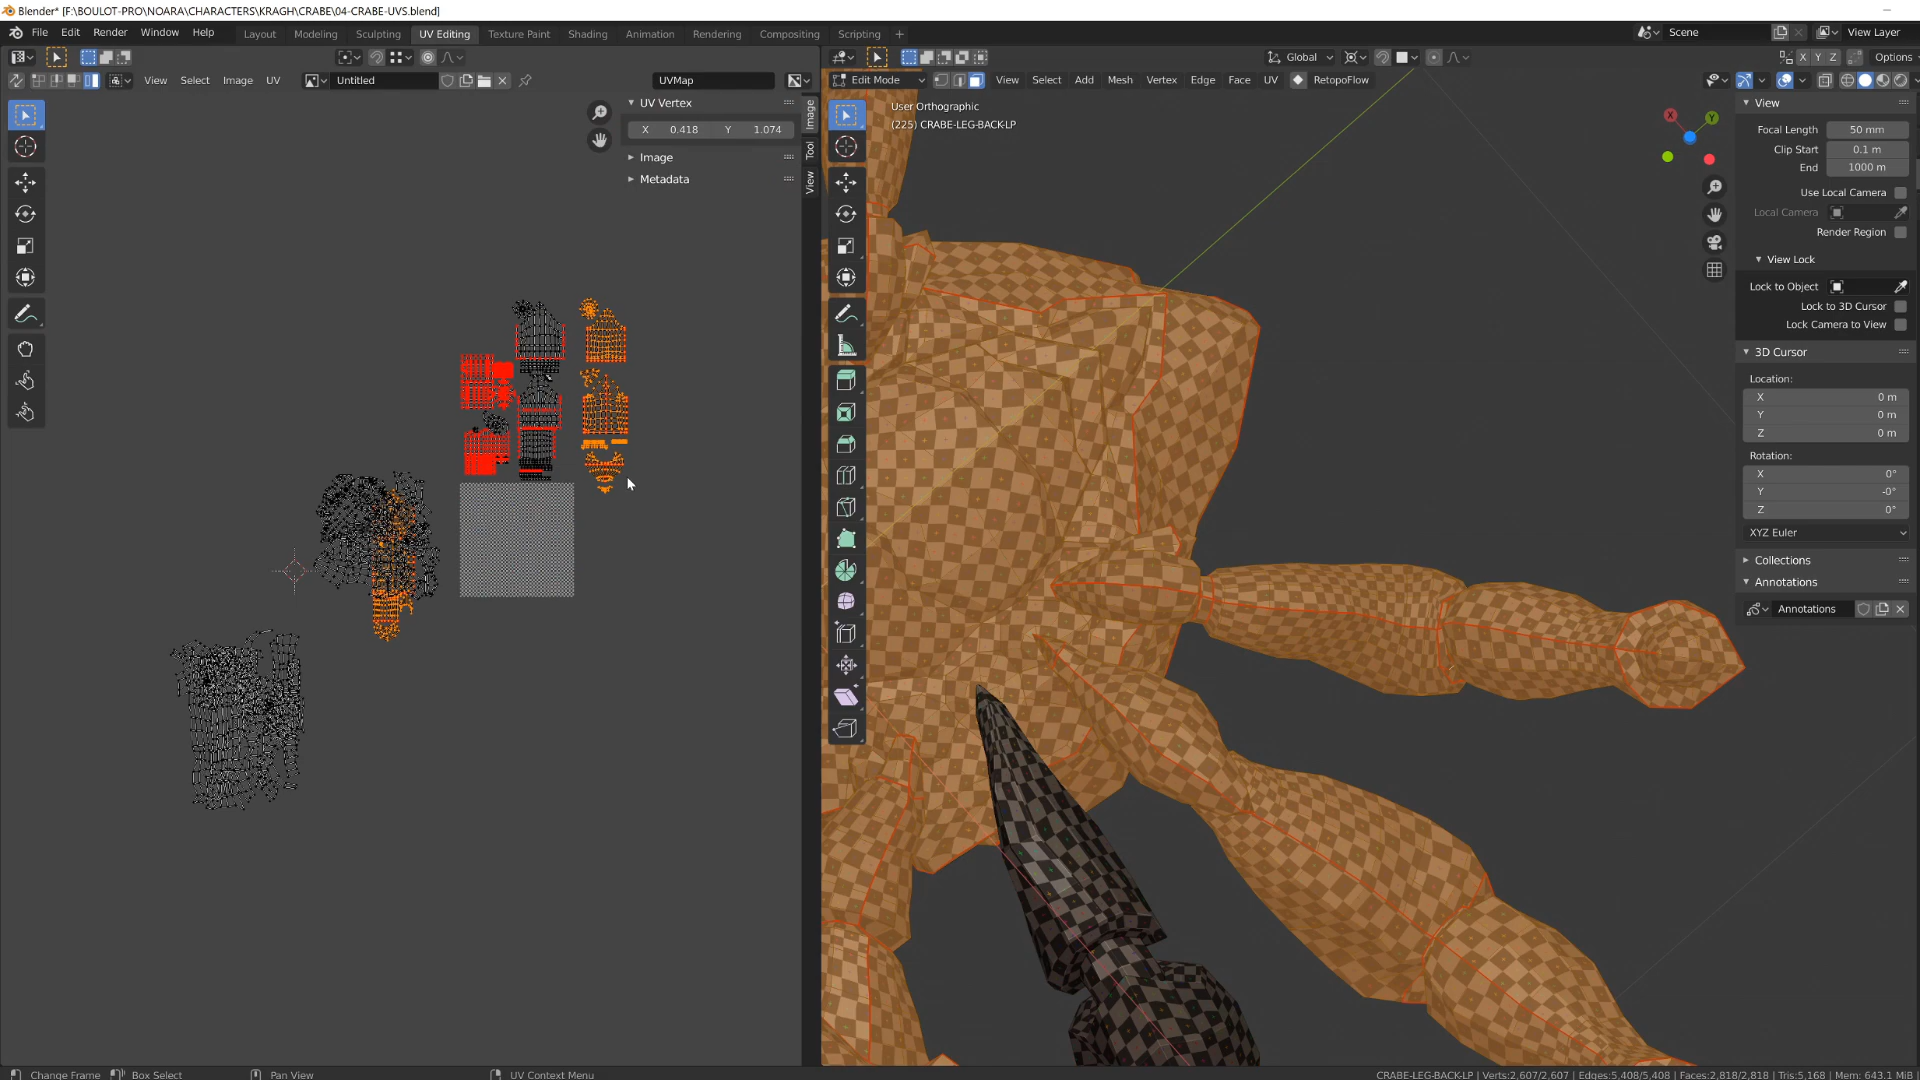 Blender* [F:\BOULOT-PRO\NOARA\CHARACTERS\KRAGH\CRABE\04-CRABE-UVS.blend]
File Edit Render Window Help Layout Modeling Sculpting UV Editing Texture Paint Shading Animation Rendering Compositing Scripting + Scene View Layer
Global Options
X Y Z
View Select Image UV Untitled UVMap
Edit Mode View Select Add Mesh Vertex Edge Face UV RetopoFlow
UV Vertex
X 0.418 Y 1.074
Image
Metadata
Image
Tool
View
User Orthographic
(225) CRABE-LEG-BACK-LP
X
Y
View
Focal Length 50 mm
Clip Start 0.1 m
End 1000 m
Use Local Camera
Local Camera
Render Region
View Lock
Lock to Object
Lock to 3D Cursor
Lock Camera to View
3D Cursor
Location:
X 0 m
Y 0 m
Z 0 m
Rotation:
X 0°
Y -0°
Z 0°
XYZ Euler
Collections
Annotations
Annotations
Change Frame Box Select Pan View UV Context Menu
CRABE-LEG-BACK-LP | Verts:2,607/2,607 | Edges:5,408/5,408 | Faces:2,818/2,818 | Tris:5,168 | Mem: 643.1 MiB